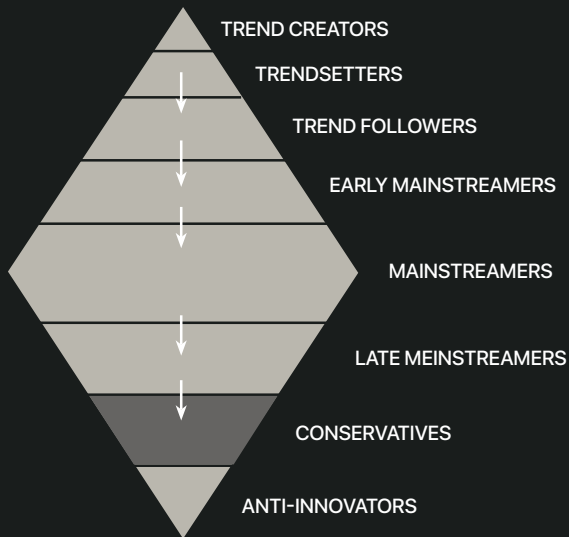 TREND CREATORS
TRENDSETTERS
TREND FOLLOWERS
EARLY MAINSTREAMERS
MAINSTREAMERS
LATE MEINSTREAMERS
CONSERVATIVES
ANTI-INNOVATORS